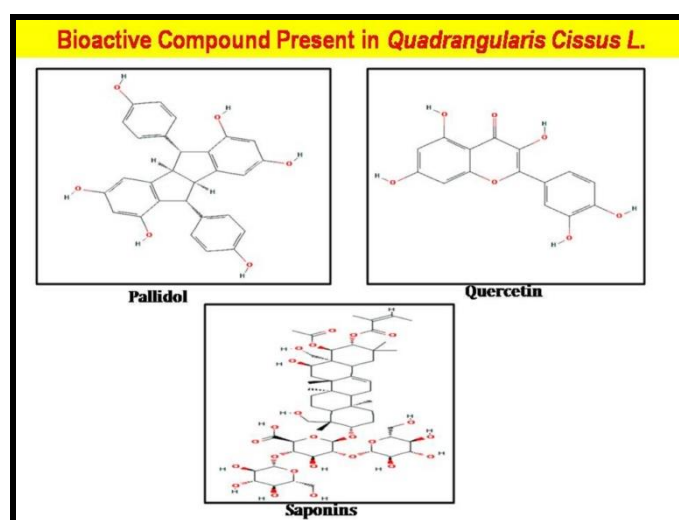 Bioactive Compound Present in Quadrangularis Cissus L.
Pallidol
Quercetin
Saponins